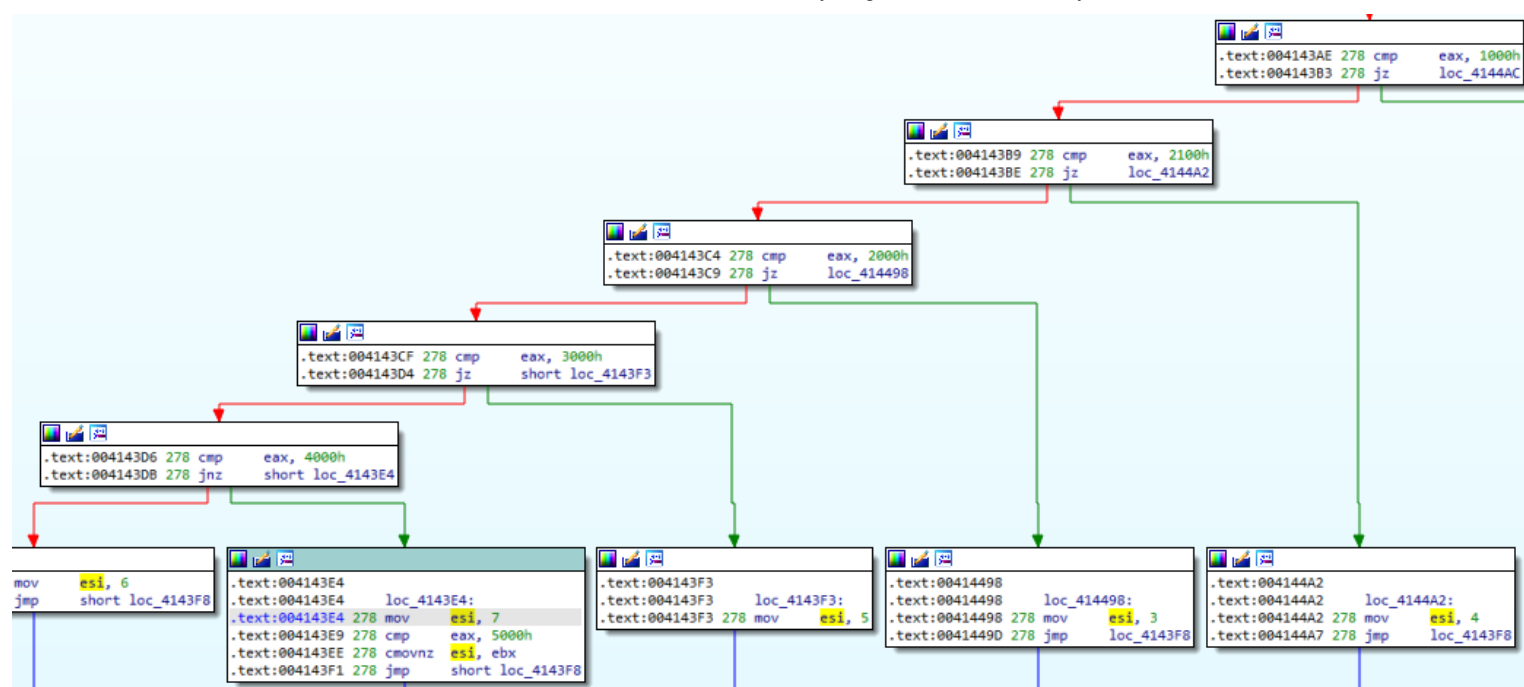 .text:004143AE 278 cmp eax, 1000h
.text:004143B3 278 jz loc_4144AC
.text:004143B9 278 cmp eax, 2100h
.text:004143BE 278 jz loc_4144A2
.text:004143C4 278 cmp eax, 2000h
.text:004143C9 278 jz loc_414498
.text:004143CF 278 cmp eax, 3000h
.text:004143D4 278 jz short loc_4143F3
.text:004143D6 278 cmp eax, 4000h
.text:004143DB 278 jnz short loc_4143E4
mov esi, 6
jmp short loc_4143F8
.text:004143E4
.text:004143E4 loc_4143E4:
.text:004143E4 278 mov esi, 7
.text:004143E9 278 cmp eax, 5000h
.text:004143EE 278 cmovnz esi, ebx
.text:004143F1 278 jmp short loc_4143F8
.text:004143F3
.text:004143F3 loc_4143F3:
.text:004143F3 278 mov esi, 5
.text:00414498
.text:00414498 loc_414498:
.text:00414498 278 mov esi, 3
.text:0041449D 278 jmp loc_4143F8
.text:004144A2
.text:004144A2 loc_4144A2:
.text:004144A2 278 mov esi, 4
.text:004144A7 278 jmp loc_4143F8